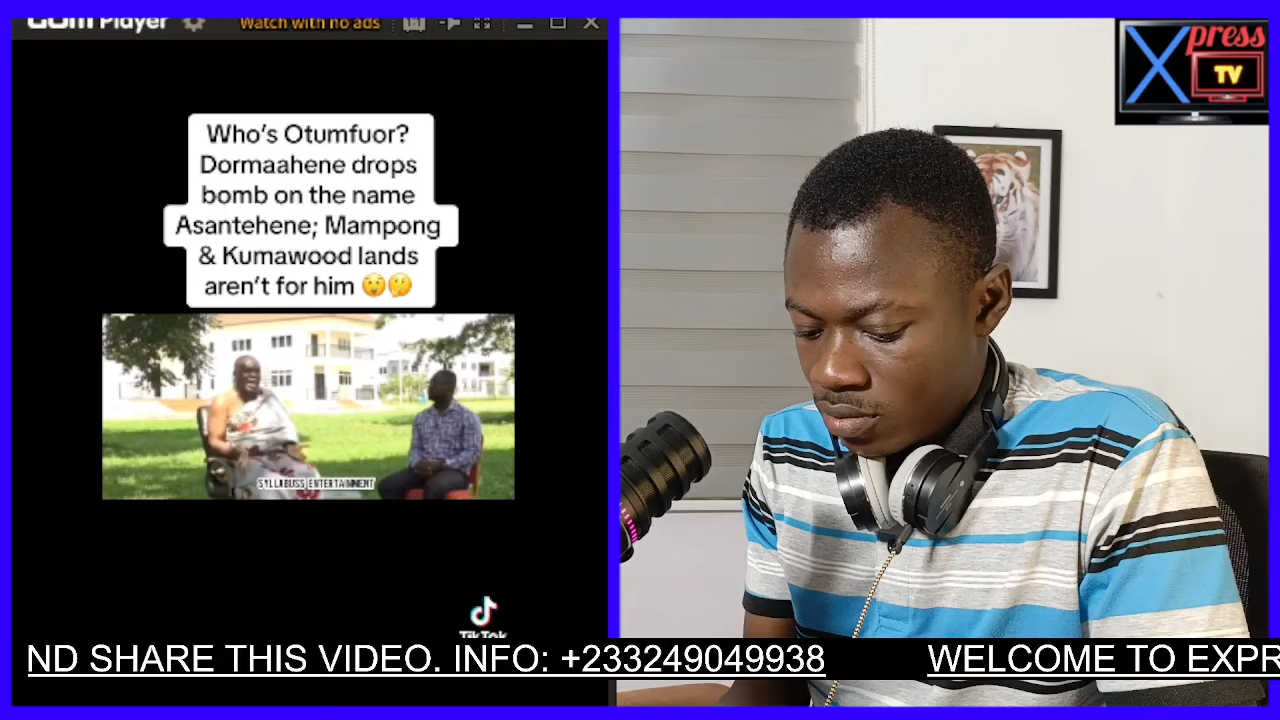 GOM Player
Watch with no ads
Who's Otumfuor?
Dormaahene drops
bomb on the name
Asantehene; Mampong
& Kumawood lands
aren't for him 😲🤔
SYLLABUSS ENTERTAINMENT
TikTok
Xpress
TV
ND SHARE THIS VIDEO. INFO: +233249049938
WELCOME TO EXPR